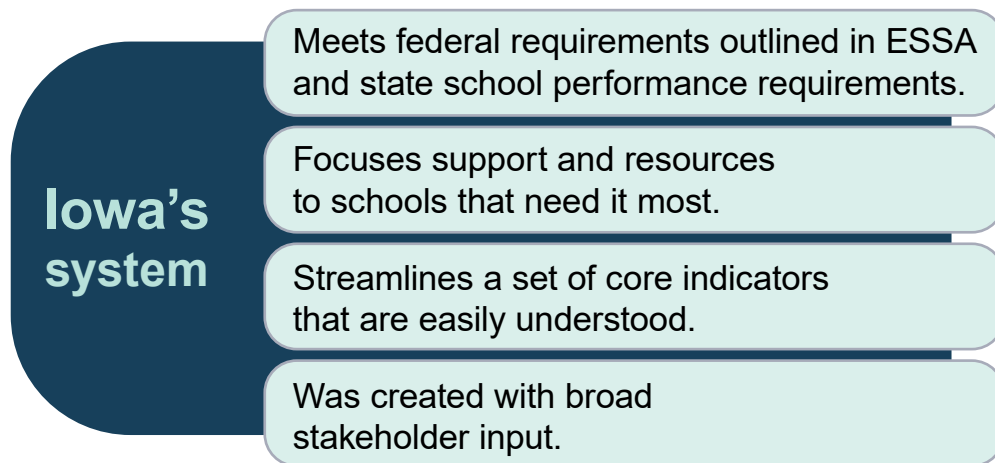 Iowa’s
system
Meets federal requirements outlined in ESSA
and state school performance requirements.
Focuses support and resources
to schools that need it most.
Streamlines a set of core indicators
that are easily understood.
Was created with broad
stakeholder input.